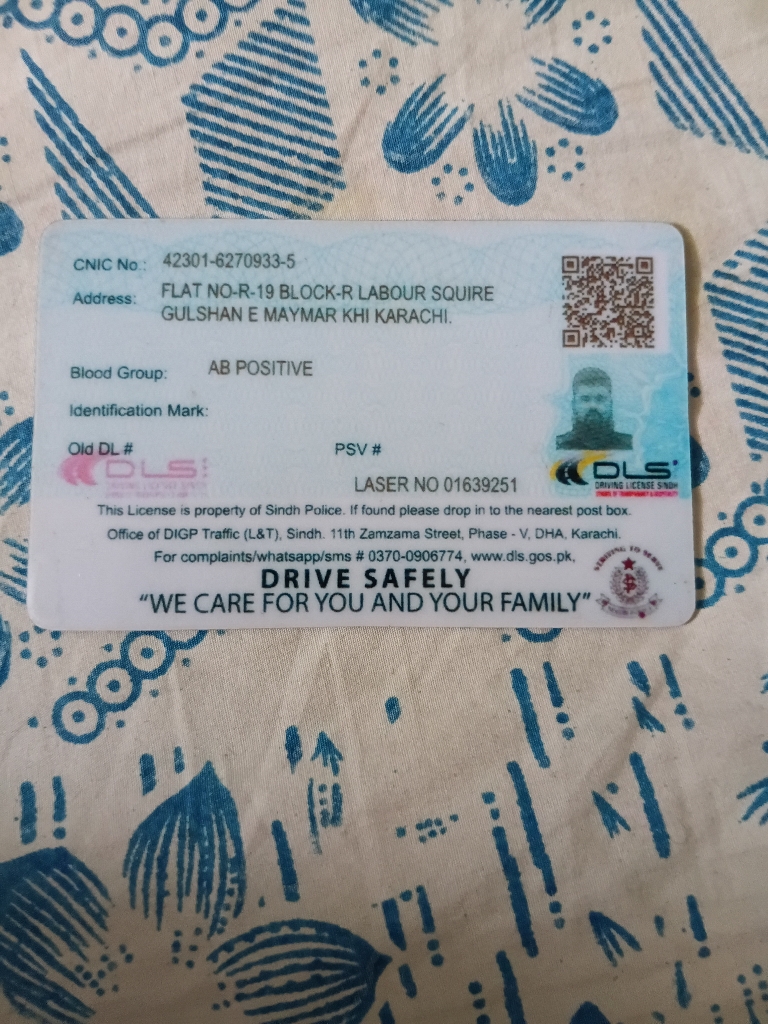 CNIC No.: 42301-6270933-5
Address: FLAT NO-R-19 BLOCK-R LABOUR SQUIRE
GULSHAN E MAYMAR KHI KARACHI.
Blood Group: AB POSITIVE
Identification Mark:
Old DL # PSV #
DLS
DLS
DRIVING LICENSE SINDH
LASER NO 01639251
This License is property of Sindh Police. If found please drop in to the nearest post box.
Office of DIGP Traffic (L&T), Sindh. 11th Zamzama Street, Phase - V, DHA, Karachi.
For complaints/whatsapp/sms # 0370-0906774, www.dls.gos.pk,
STRIVING TO SERVE
DRIVE SAFELY
“WE CARE FOR YOU AND YOUR FAMILY”